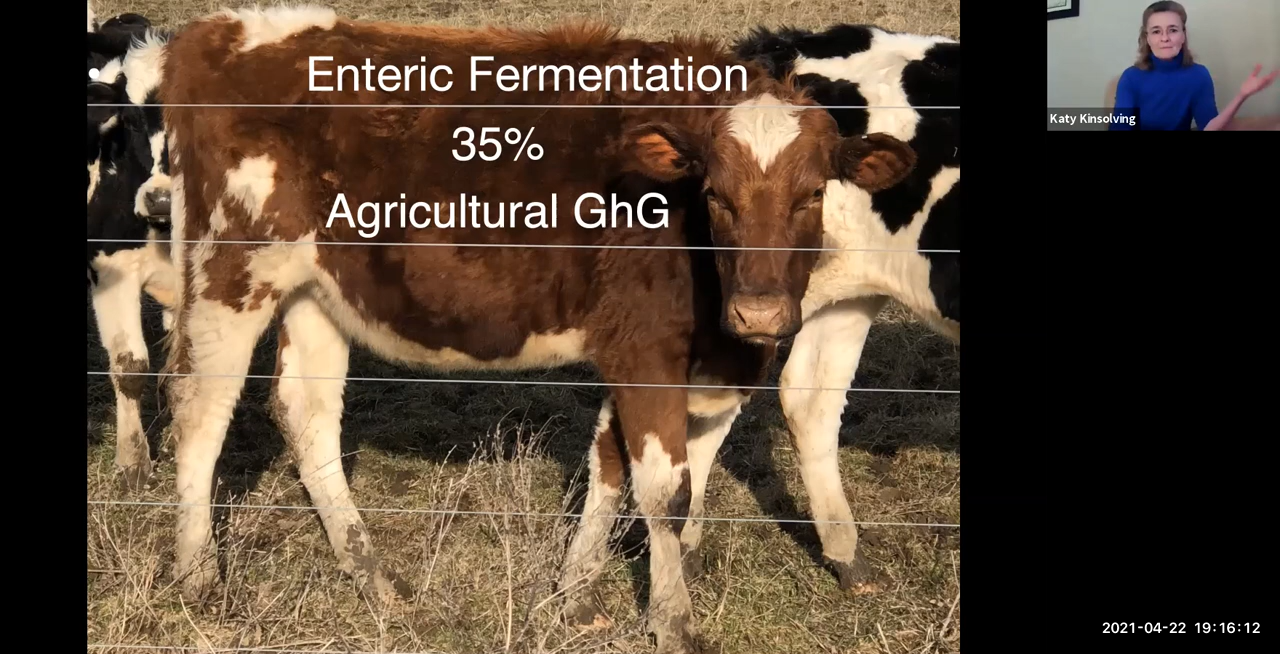 Enteric Fermentation
35%
Agricultural GhG
Katy Kinsolving
2021-04-22 19:16:12